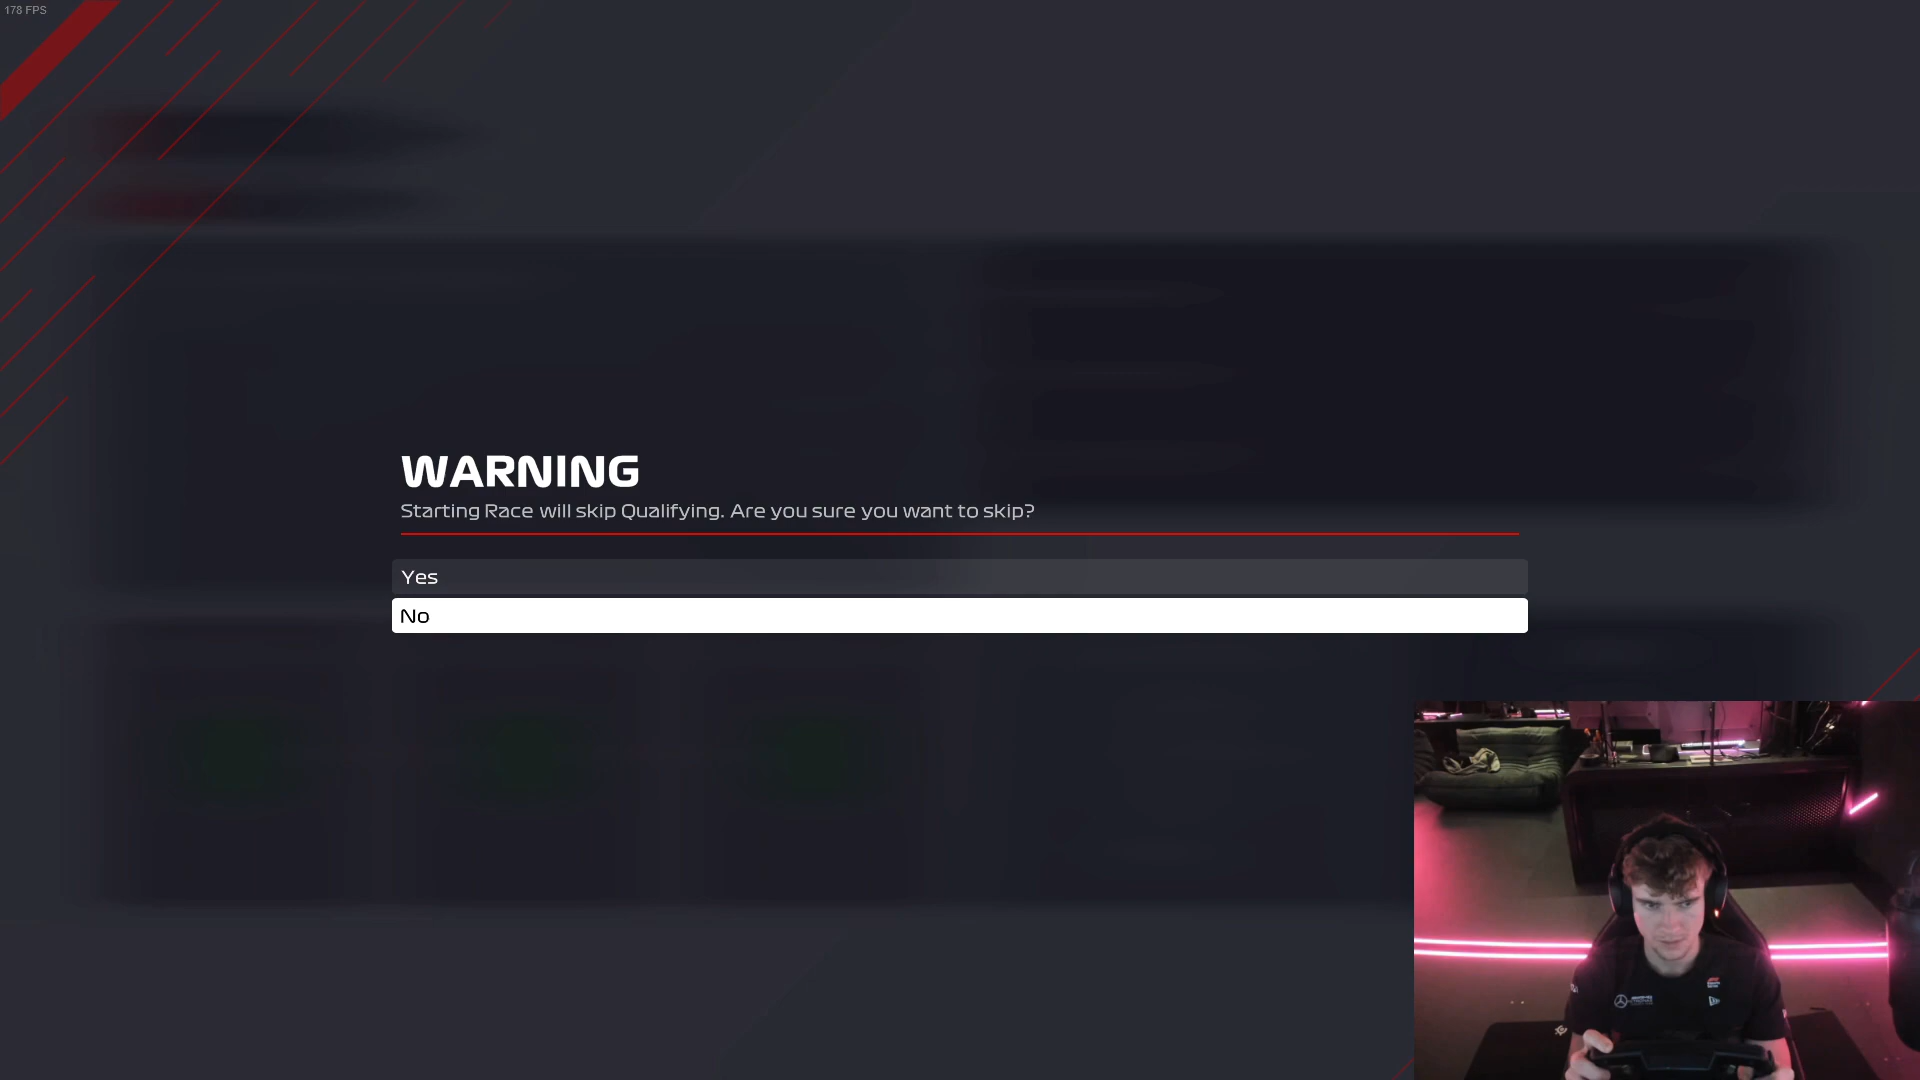 178 FPS
WARNING
Starting Race will skip Qualifying. Are you sure you want to skip?
Yes
No